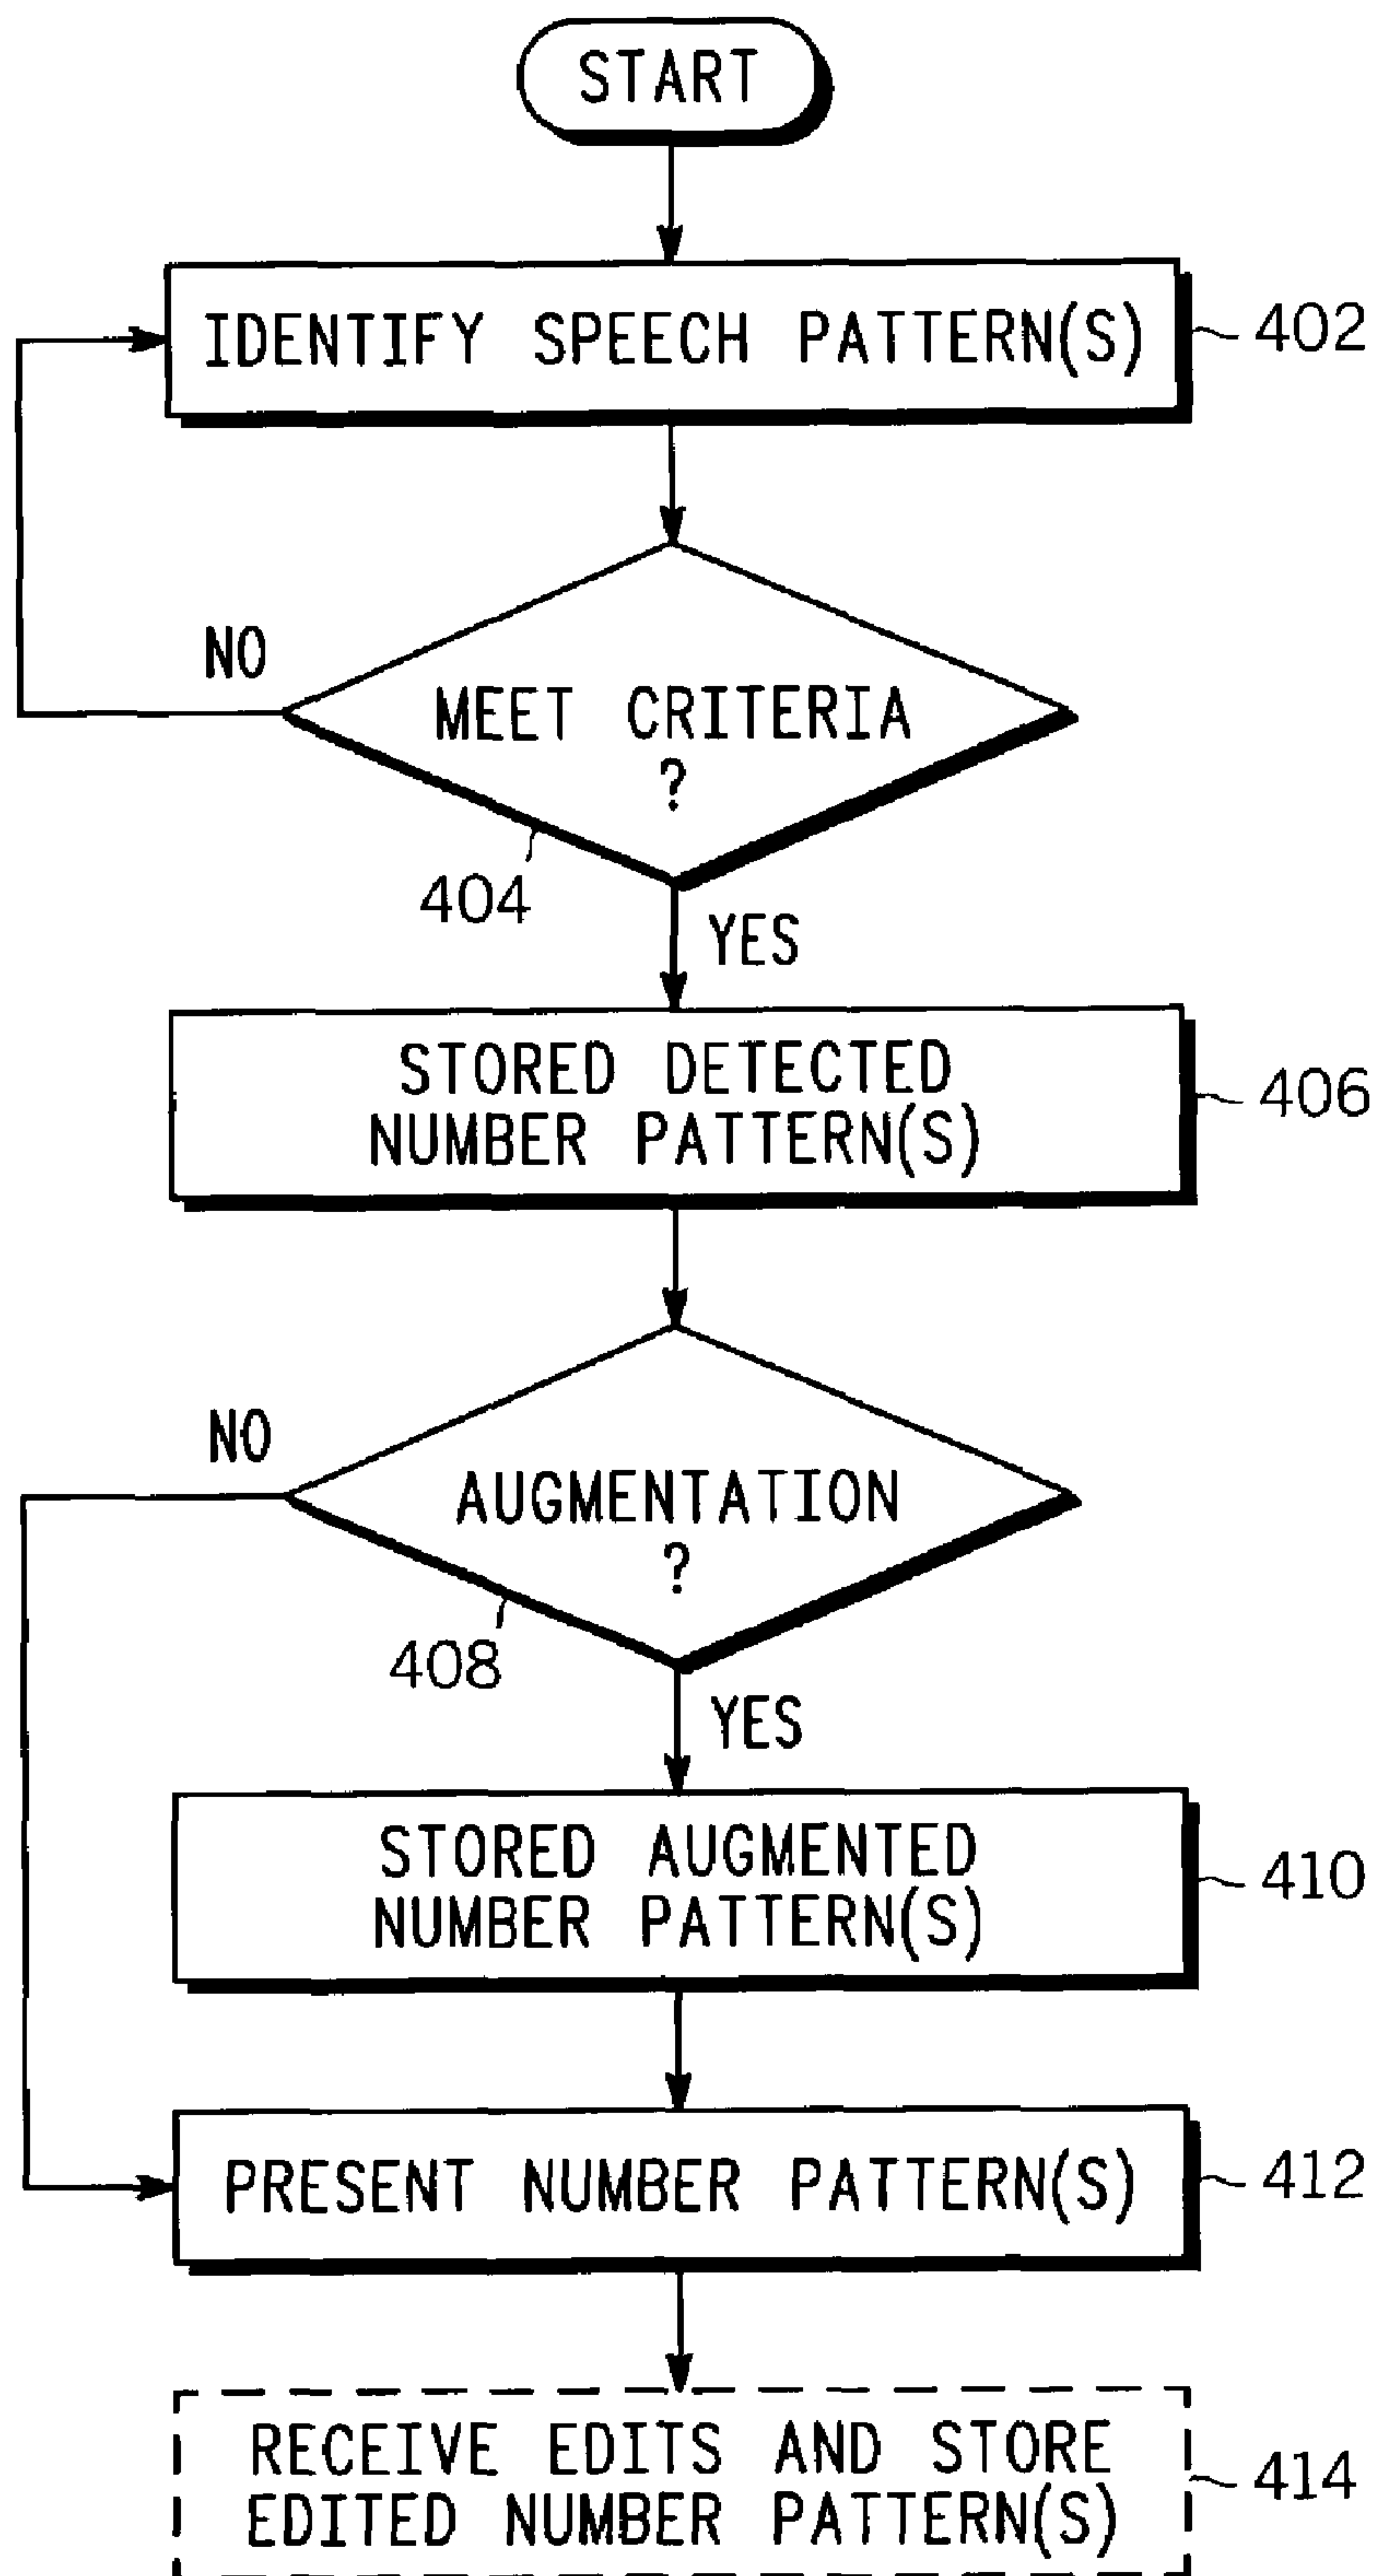 START
IDENTIFY SPEECH PATTERN(S)
402
NO
MEET CRITERIA
?
404
YES
STORED DETECTED
NUMBER PATTERN(S)
406
NO
AUGMENTATION
?
408
YES
STORED AUGMENTED
NUMBER PATTERN(S)
410
PRESENT NUMBER PATTERN(S)
412
RECEIVE EDITS AND STORE
EDITED NUMBER PATTERN(S)
414